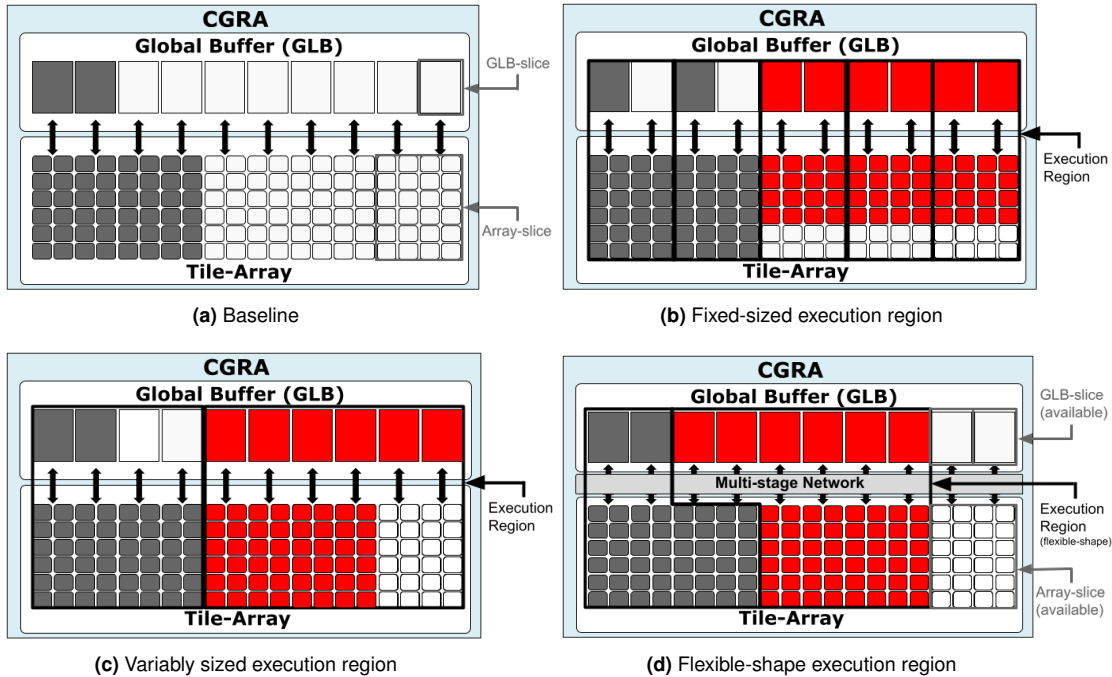 CGRA
Global Buffer (GLB)
GLB-slice
Array-slice
Tile-Array
(a) Baseline
CGRA
Global Buffer (GLB)
Execution
Region
Tile-Array
(b) Fixed-sized execution region
CGRA
Global Buffer (GLB)
Execution
Region
Tile-Array
(c) Variably sized execution region
CGRA
Global Buffer (GLB)
GLB-slice
(available)
Multi-stage Network
Execution
Region
(flexible-shape)
Array-slice
(available)
Tile-Array
(d) Flexible-shape execution region